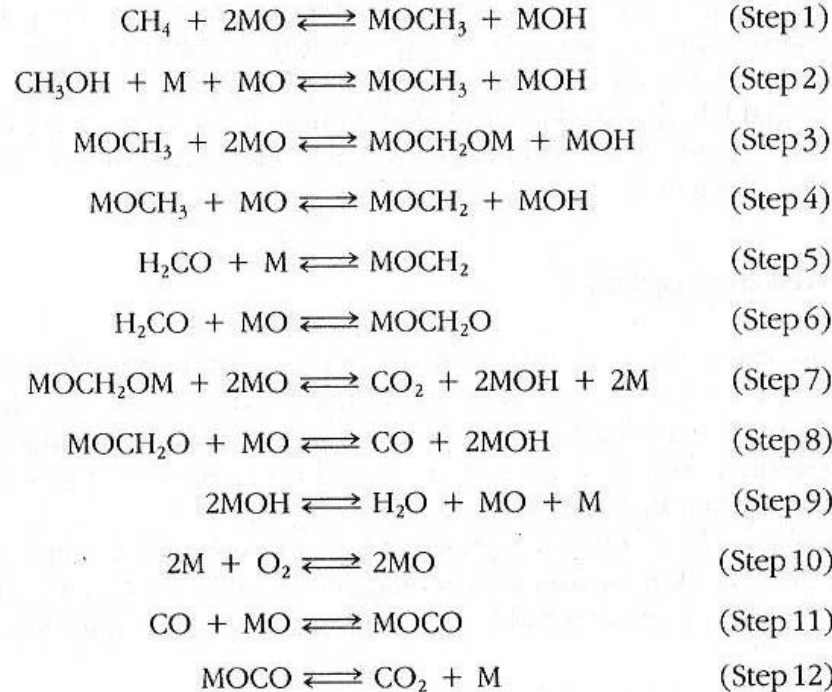 CH₄ + 2MO ⇌ MOCH₃ + MOH (Step 1)
CH₃OH + M + MO ⇌ MOCH₃ + MOH (Step 2)
MOCH₃ + 2MO ⇌ MOCH₂OM + MOH (Step 3)
MOCH₃ + MO ⇌ MOCH₂ + MOH (Step 4)
H₂CO + M ⇌ MOCH₂ (Step 5)
H₂CO + MO ⇌ MOCH₂O (Step 6)
MOCH₂OM + 2MO ⇌ CO₂ + 2MOH + 2M (Step 7)
MOCH₂O + MO ⇌ CO + 2MOH (Step 8)
2MOH ⇌ H₂O + MO + M (Step 9)
2M + O₂ ⇌ 2MO (Step 10)
CO + MO ⇌ MOCO (Step 11)
MOCO ⇌ CO₂ + M (Step 12)